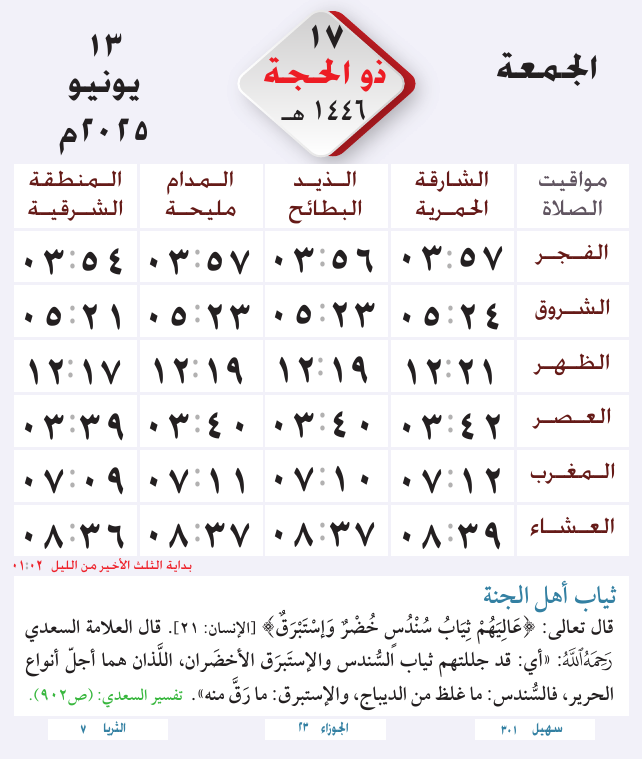 الجمعة
١٧
ذو الحجة
١٤٤٦ هـ
١٣
يونيو
٢٠٢٥م
مواقيت الصلاة | الشارقة الحمرية | الذيد البطائح | المدام مليحة | المنطقة الشرقية
الفجر ٠٣:٥٧ ٠٣:٥٦ ٠٣:٥٧ ٠٣:٥٤
الشروق ٠٥:٢٤ ٠٥:٢٣ ٠٥:٢٣ ٠٥:٢١
الظهر ١٢:٢١ ١٢:١٩ ١٢:١٩ ١٢:١٧
العصر ٠٣:٤٢ ٠٣:٤٠ ٠٣:٤٠ ٠٣:٣٩
المغرب ٠٧:١٢ ٠٧:١٠ ٠٧:١١ ٠٧:٠٩
العشاء ٠٨:٣٩ ٠٨:٣٧ ٠٨:٣٧ ٠٨:٣٦
بداية الثلث الأخير من الليل ٠١:٠٢
ثياب أهل الجنة
قال تعالى: ﴿عَالِيَهُمْ ثِيَابُ سُنْدُسٍ خُضْرٌ وَإِسْتَبْرَقٌ﴾ [الإنسان: ٢١]. قال العلامة السعدي
رَحِمَهُ اللَّهُ: «أي: قد جللتهم ثياب السُّندس والإستَبرَق الأخضَران، اللَّذان هما أجلّ أنواع
الحرير، فالسُّندس: ما غلظ من الديباج، والإستبرق: ما رَقَّ منه». تفسير السعدي: (ص٩٠٢).
سهيل ٣٠١
الجوزاء ٢٣
الثريا ٧